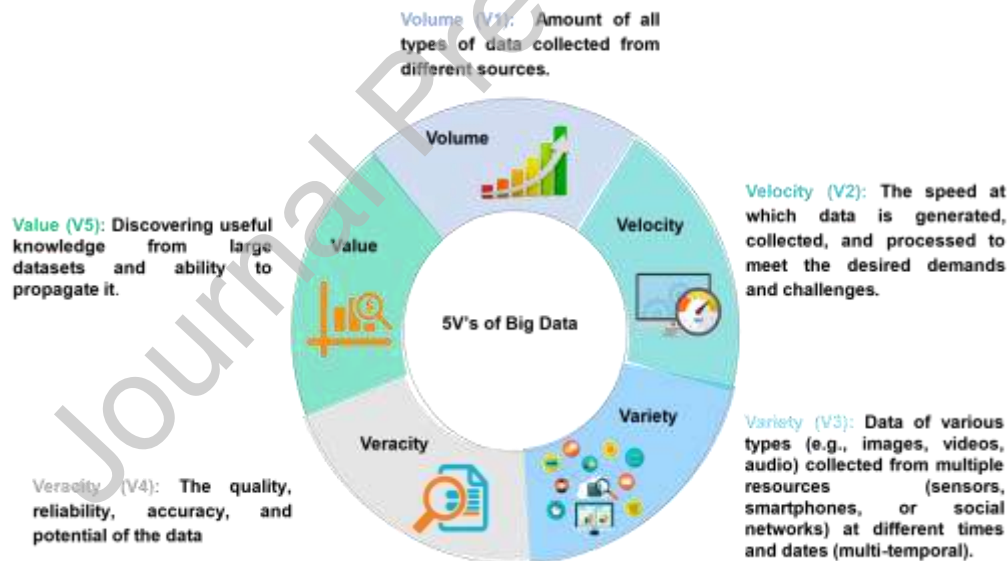 Volume (V1): Amount of all
types of data collected from
different sources.
Volume
Velocity
Value
5V's of Big Data
Variety
Veracity
Velocity (V2): The speed at
which data is generated,
collected, and processed to
meet the desired demands
and challenges.
Value (V5): Discovering useful
knowledge from large
datasets and ability to
propagate it.
Variety (V3): Data of various
types (e.g., images, videos,
audio) collected from multiple
resources (sensors,
smartphones, or social
networks) at different times
and dates (multi-temporal).
Veracity (V4): The quality,
reliability, accuracy, and
potential of the data
Journal Pre